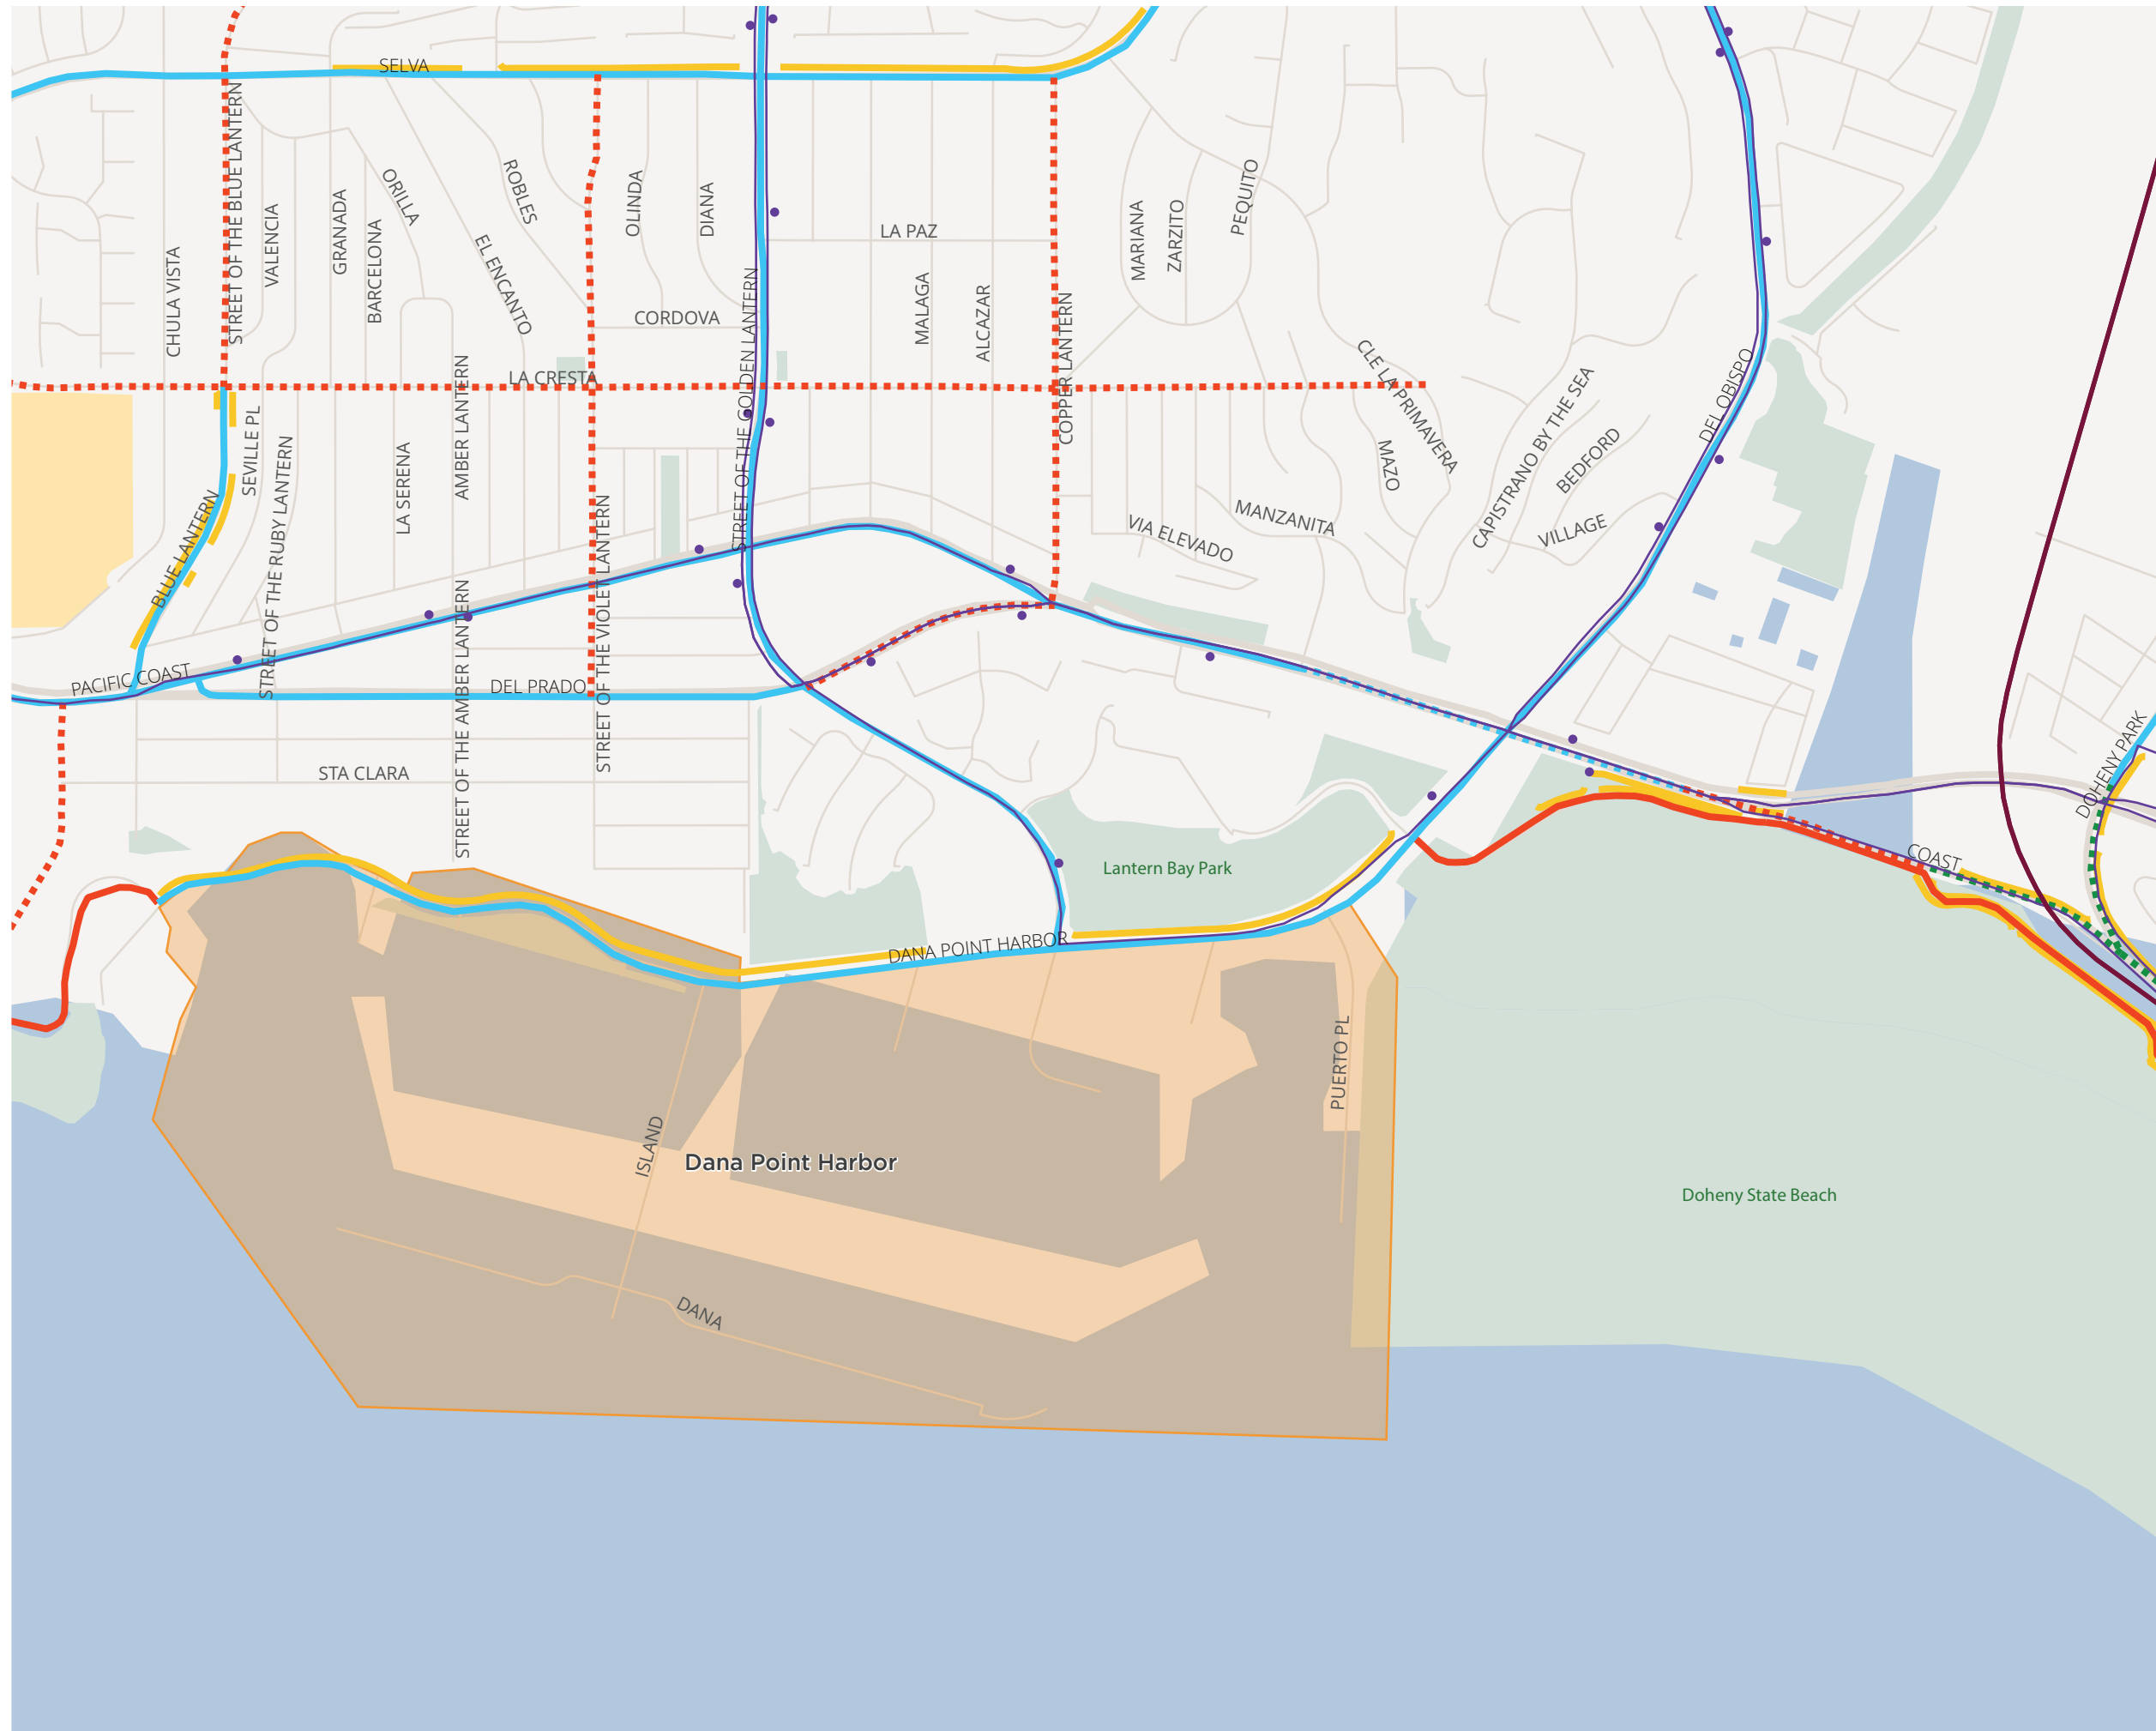 SELVA
STREET OF THE BLUE LANTERN
CHULA VISTA
VALENCIA
GRANADA
BARCELONA
ORILLA
EL ENCANTO
ROBLES
OLINDA
DIANA
CORDOVA
STREET OF THE GOLDEN LANTERN
LA PAZ
MALAGA
ALCAZAR
COPPER LANTERN
MARIANA
ZARZITO
PEQUITO
LA CRESTA
AMBER LANTERN
SEVILLE PL
LA SERENA
STREET OF THE GOLDEN LANTERN
CLE LA PRIMAVERA
MAZO
CAPISTRANO BY THE SEA
BEDFORD
VILLAGE
DEL OBISPO
VIA ELEVADO
MANZANITA
BLUE LANTERN
STREET OF THE RUBY LANTERN
STREET OF THE VIOLET LANTERN
STREET OF THE AMBER LANTERN
PACIFIC COAST
DEL PRADO
STA CLARA
DOHENY PARK
COAST
Lantern Bay Park
DANA POINT HARBOR
PUERTO PL
ISLAND
Dana Point Harbor
Doheny State Beach
DANA